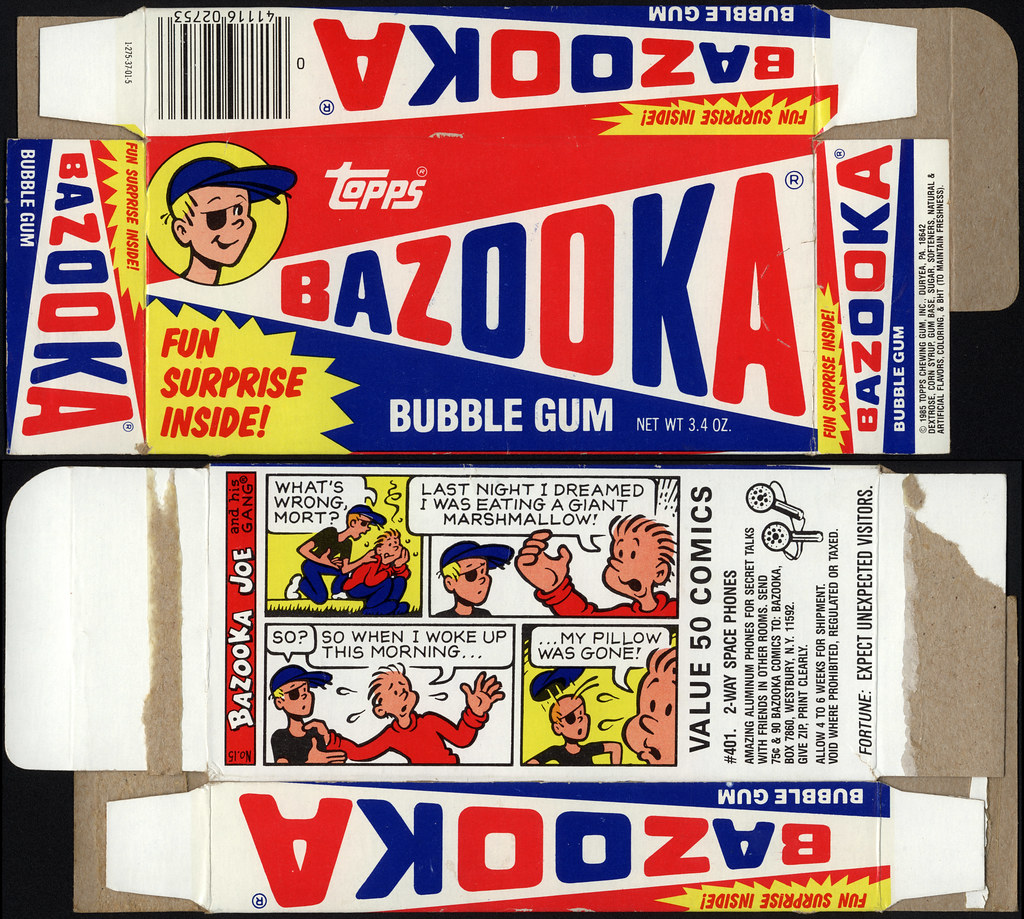 41116 02753
0
1-275-37-01-5
BUBBLE GUM
BAZOOKA®
FUN SURPRISE INSIDE!
BUBBLE GUM
BAZOOKA®
FUN SURPRISE INSIDE!
TOPPS®
BAZOOKA®
FUN
SURPRISE
INSIDE!
BUBBLE GUM
NET WT 3.4 OZ.
FUN SURPRISE INSIDE!
BAZOOKA®
BUBBLE GUM
© 1985 TOPPS CHEWING GUM, INC., DURYEA, PA. 18642
DEXTROSE, CORN SYRUP, GUM BASE, SUGAR, SOFTENERS, NATURAL &
ARTIFICIAL FLAVORS, COLORING, & BHT (TO MAINTAIN FRESHNESS).
No. 15
BAZOOKA JOE and his
GANG®
WHAT'S
WRONG,
MORT?
LAST NIGHT I DREAMED
I WAS EATING A GIANT
MARSHMALLOW!
SO?
SO WHEN I WOKE UP
THIS MORNING...
...MY PILLOW
WAS GONE!
VALUE 50 COMICS
#401. 2-WAY SPACE PHONES
AMAZING ALUMINUM PHONES FOR SECRET TALKS
WITH FRIENDS IN OTHER ROOMS. SEND
75¢ & 90 BAZOOKA COMICS TO: BAZOOKA,
BOX 7860, WESTBURY, N.Y. 11592.
GIVE ZIP. PRINT CLEARLY.
ALLOW 4 TO 6 WEEKS FOR SHIPMENT.
VOID WHERE PROHIBITED, REGULATED OR TAXED.
FORTUNE: EXPECT UNEXPECTED VISITORS.
BUBBLE GUM
BAZOOKA®
FUN SURPRISE INSIDE!